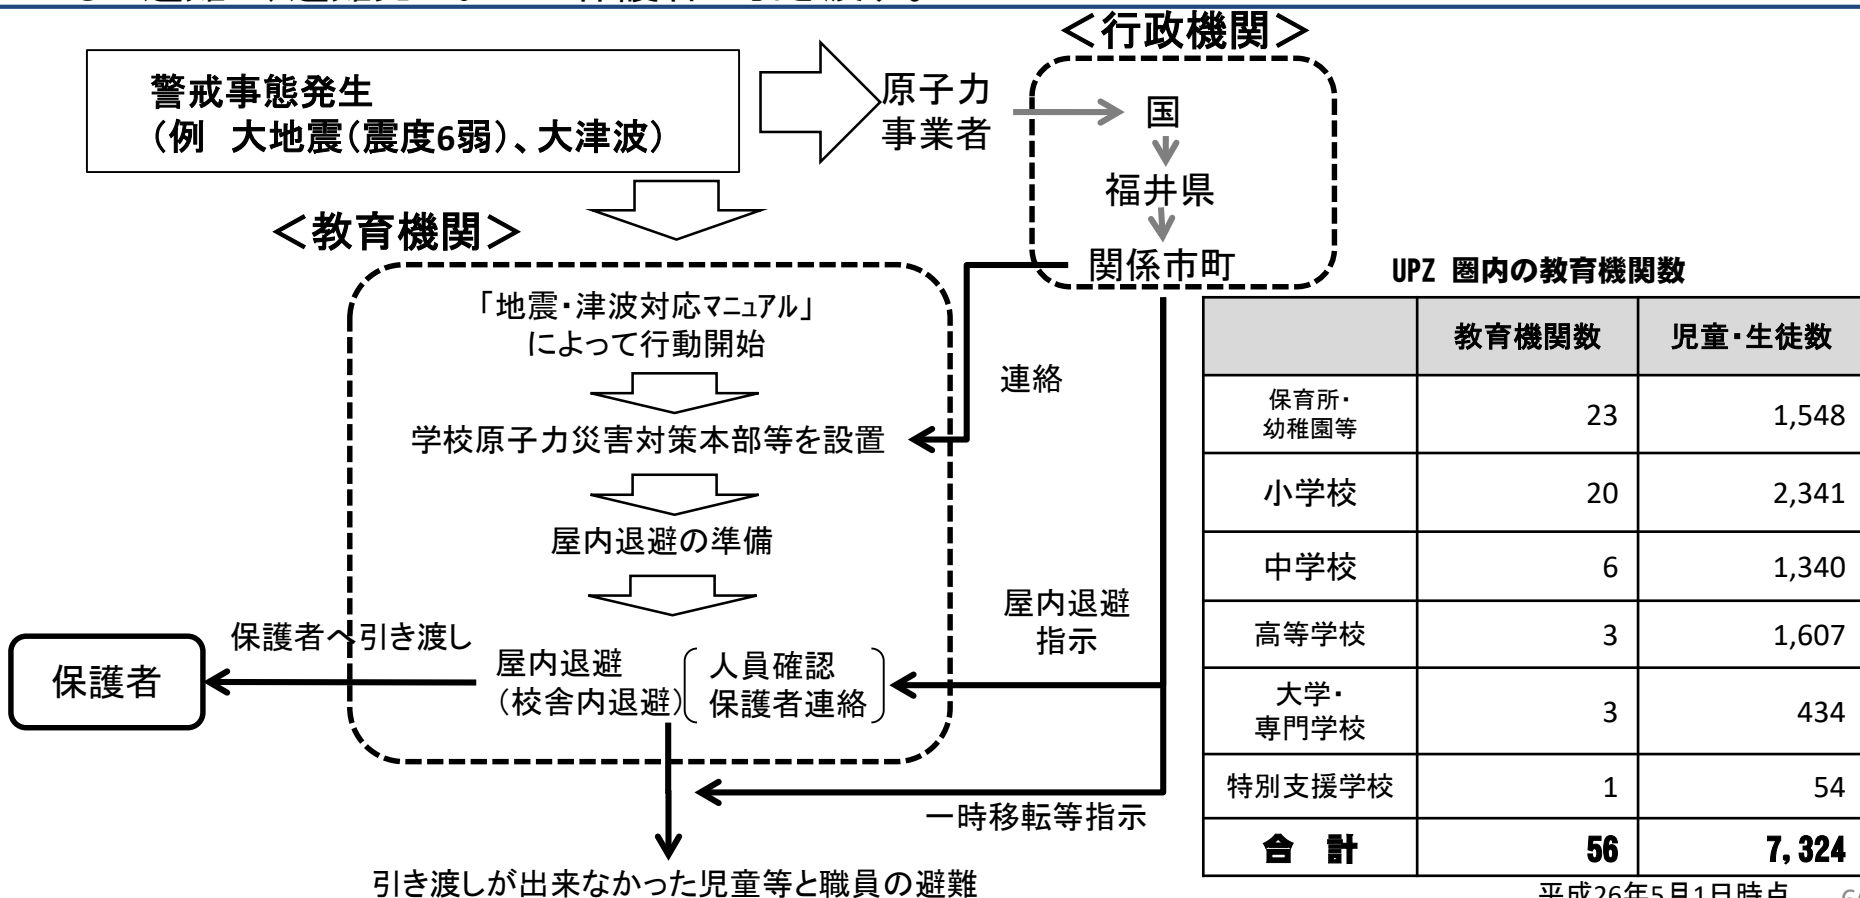 ＜行政機関＞
警戒事態発生
（例　大地震（震度6弱）、大津波）
原子力
事業者
国
福井県
関係市町
＜教育機関＞
「地震・津波対応マニュアル」
によって行動開始
連絡
学校原子力災害対策本部等を設置
屋内退避の準備
屋内退避
指示
保護者へ引き渡し
保護者
屋内退避
（校舎内退避）
人員確認
保護者連絡
一時移転等指示
引き渡しが出来なかった児童等と職員の避難
UPZ 圏内の教育機関数
教育機関数 児童・生徒数
保育所・
幼稚園等 23 1,548
小学校 20 2,341
中学校 6 1,340
高等学校 3 1,607
大学・
専門学校 3 434
特別支援学校 1 54
合　計 56 7,324
平成26年5月1日時点